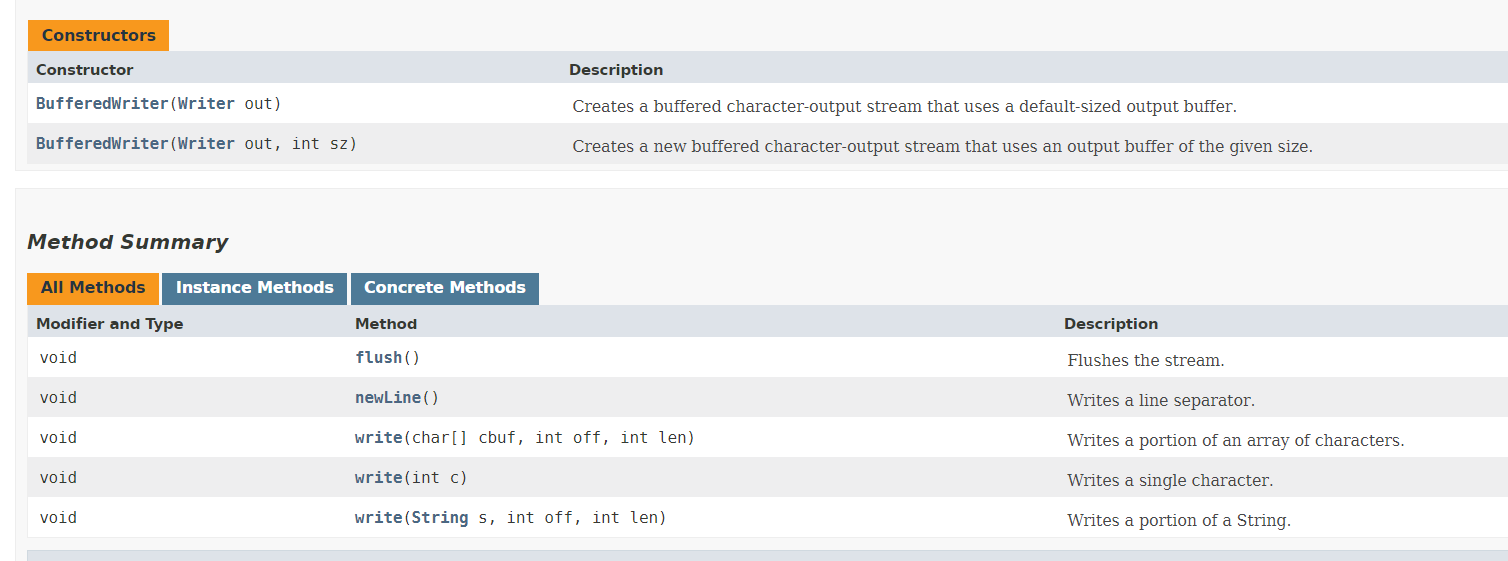 Constructors
Constructor Description
BufferedWriter(Writer out) Creates a buffered character-output stream that uses a default-sized output buffer.
BufferedWriter(Writer out, int sz) Creates a new buffered character-output stream that uses an output buffer of the given size.
Method Summary
All Methods Instance Methods Concrete Methods
Modifier and Type Method Description
void flush() Flushes the stream.
void newLine() Writes a line separator.
void write(char[] cbuf, int off, int len) Writes a portion of an array of characters.
void write(int c) Writes a single character.
void write(String s, int off, int len) Writes a portion of a String.